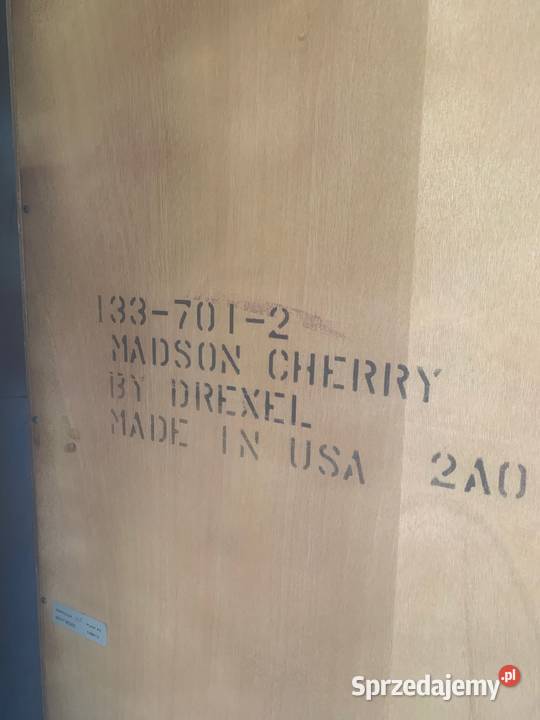 133-701-2
MADSON CHERRY
BY DREXEL
MADE IN USA 2A0
Sprzedajemy.pl